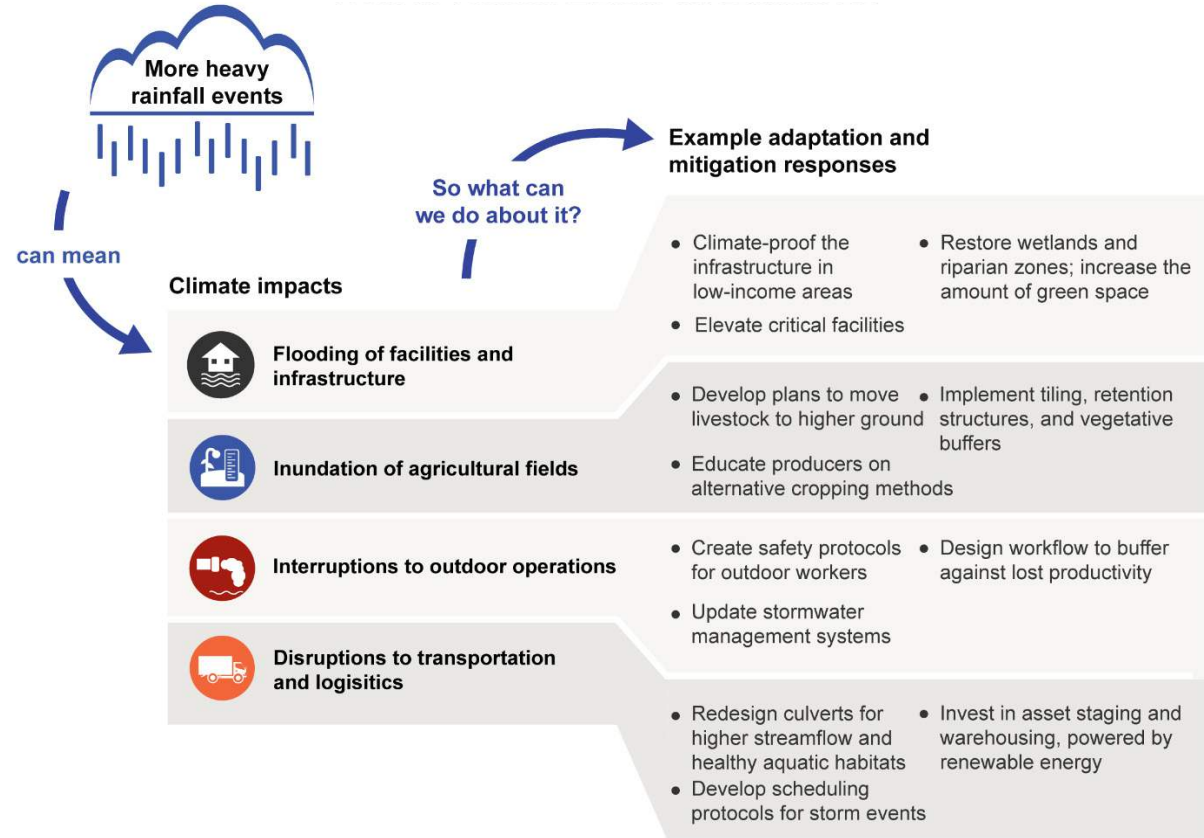 More heavy
rainfall events
can mean
So what can
we do about it?
Climate impacts
Flooding of facilities and
infrastructure
Inundation of agricultural fields
Interruptions to outdoor operations
Disruptions to transportation
and logisitics
Example adaptation and
mitigation responses
• Climate-proof the
infrastructure in
low-income areas
• Elevate critical facilities
• Restore wetlands and
riparian zones; increase the
amount of green space
• Develop plans to move
livestock to higher ground
• Educate producers on
alternative cropping methods
• Implement tiling, retention
structures, and vegetative
buffers
• Create safety protocols
for outdoor workers
• Update stormwater
management systems
• Design workflow to buffer
against lost productivity
• Redesign culverts for
higher streamflow and
healthy aquatic habitats
• Develop scheduling
protocols for storm events
• Invest in asset staging and
warehousing, powered by
renewable energy